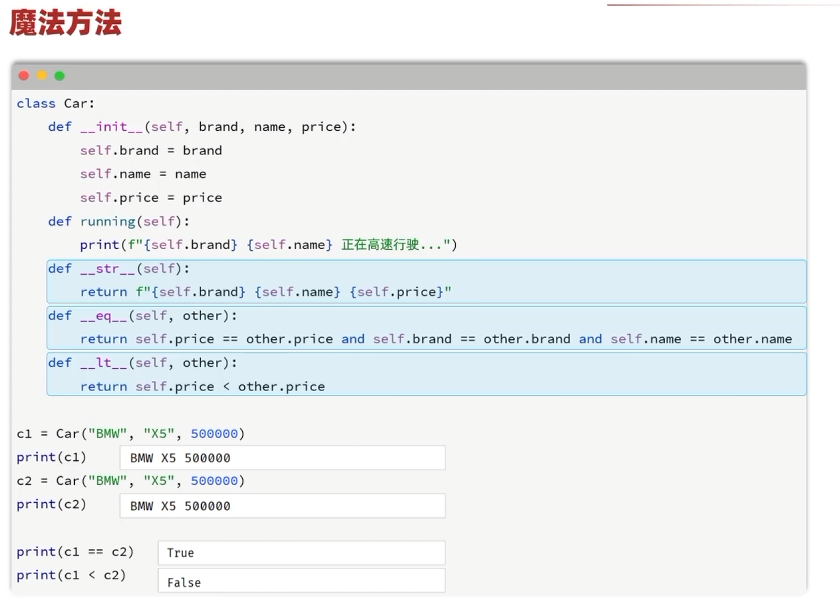 魔法方法
class Car:
    def __init__(self, brand, name, price):
        self.brand = brand
        self.name = name
        self.price = price
    def running(self):
        print(f"{self.brand} {self.name} 正在高速行驶...")
    def __str__(self):
        return f"{self.brand} {self.name} {self.price}"
    def __eq__(self, other):
        return self.price == other.price and self.brand == other.brand and self.name == other.name
    def __lt__(self, other):
        return self.price < other.price
c1 = Car("BMW", "X5", 500000)
print(c1) BMW X5 500000
c2 = Car("BMW", "X5", 500000)
print(c2) BMW X5 500000
print(c1 == c2) True
print(c1 < c2) False